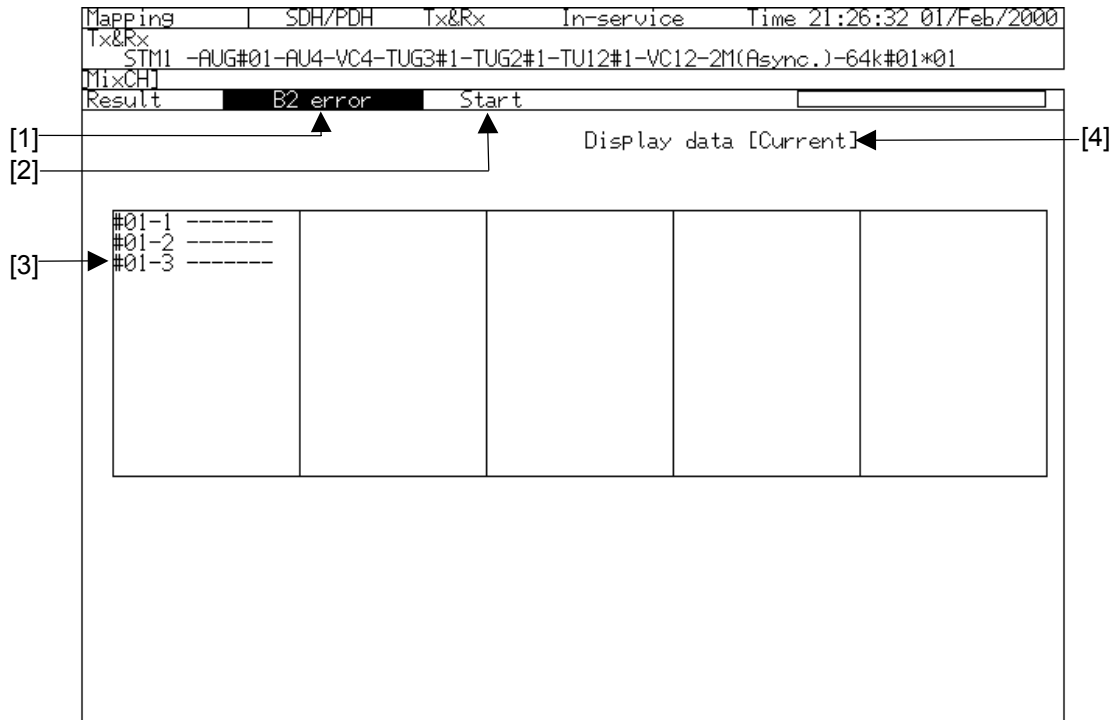 Mapping SDH/PDH Tx&Rx In-service Time 21:26:32 01/Feb/2000
Tx&Rx
STM1 -AUG#01-AU4-VC4-TUG3#1-TUG2#1-TU12#1-VC12-2M(Async.)-64k#01*01
[MixCH]
Result B2 error Start
[1] Display data [Current] [4]
[2]
#01-1 -------
#01-2 -------
[3] #01-3 -------